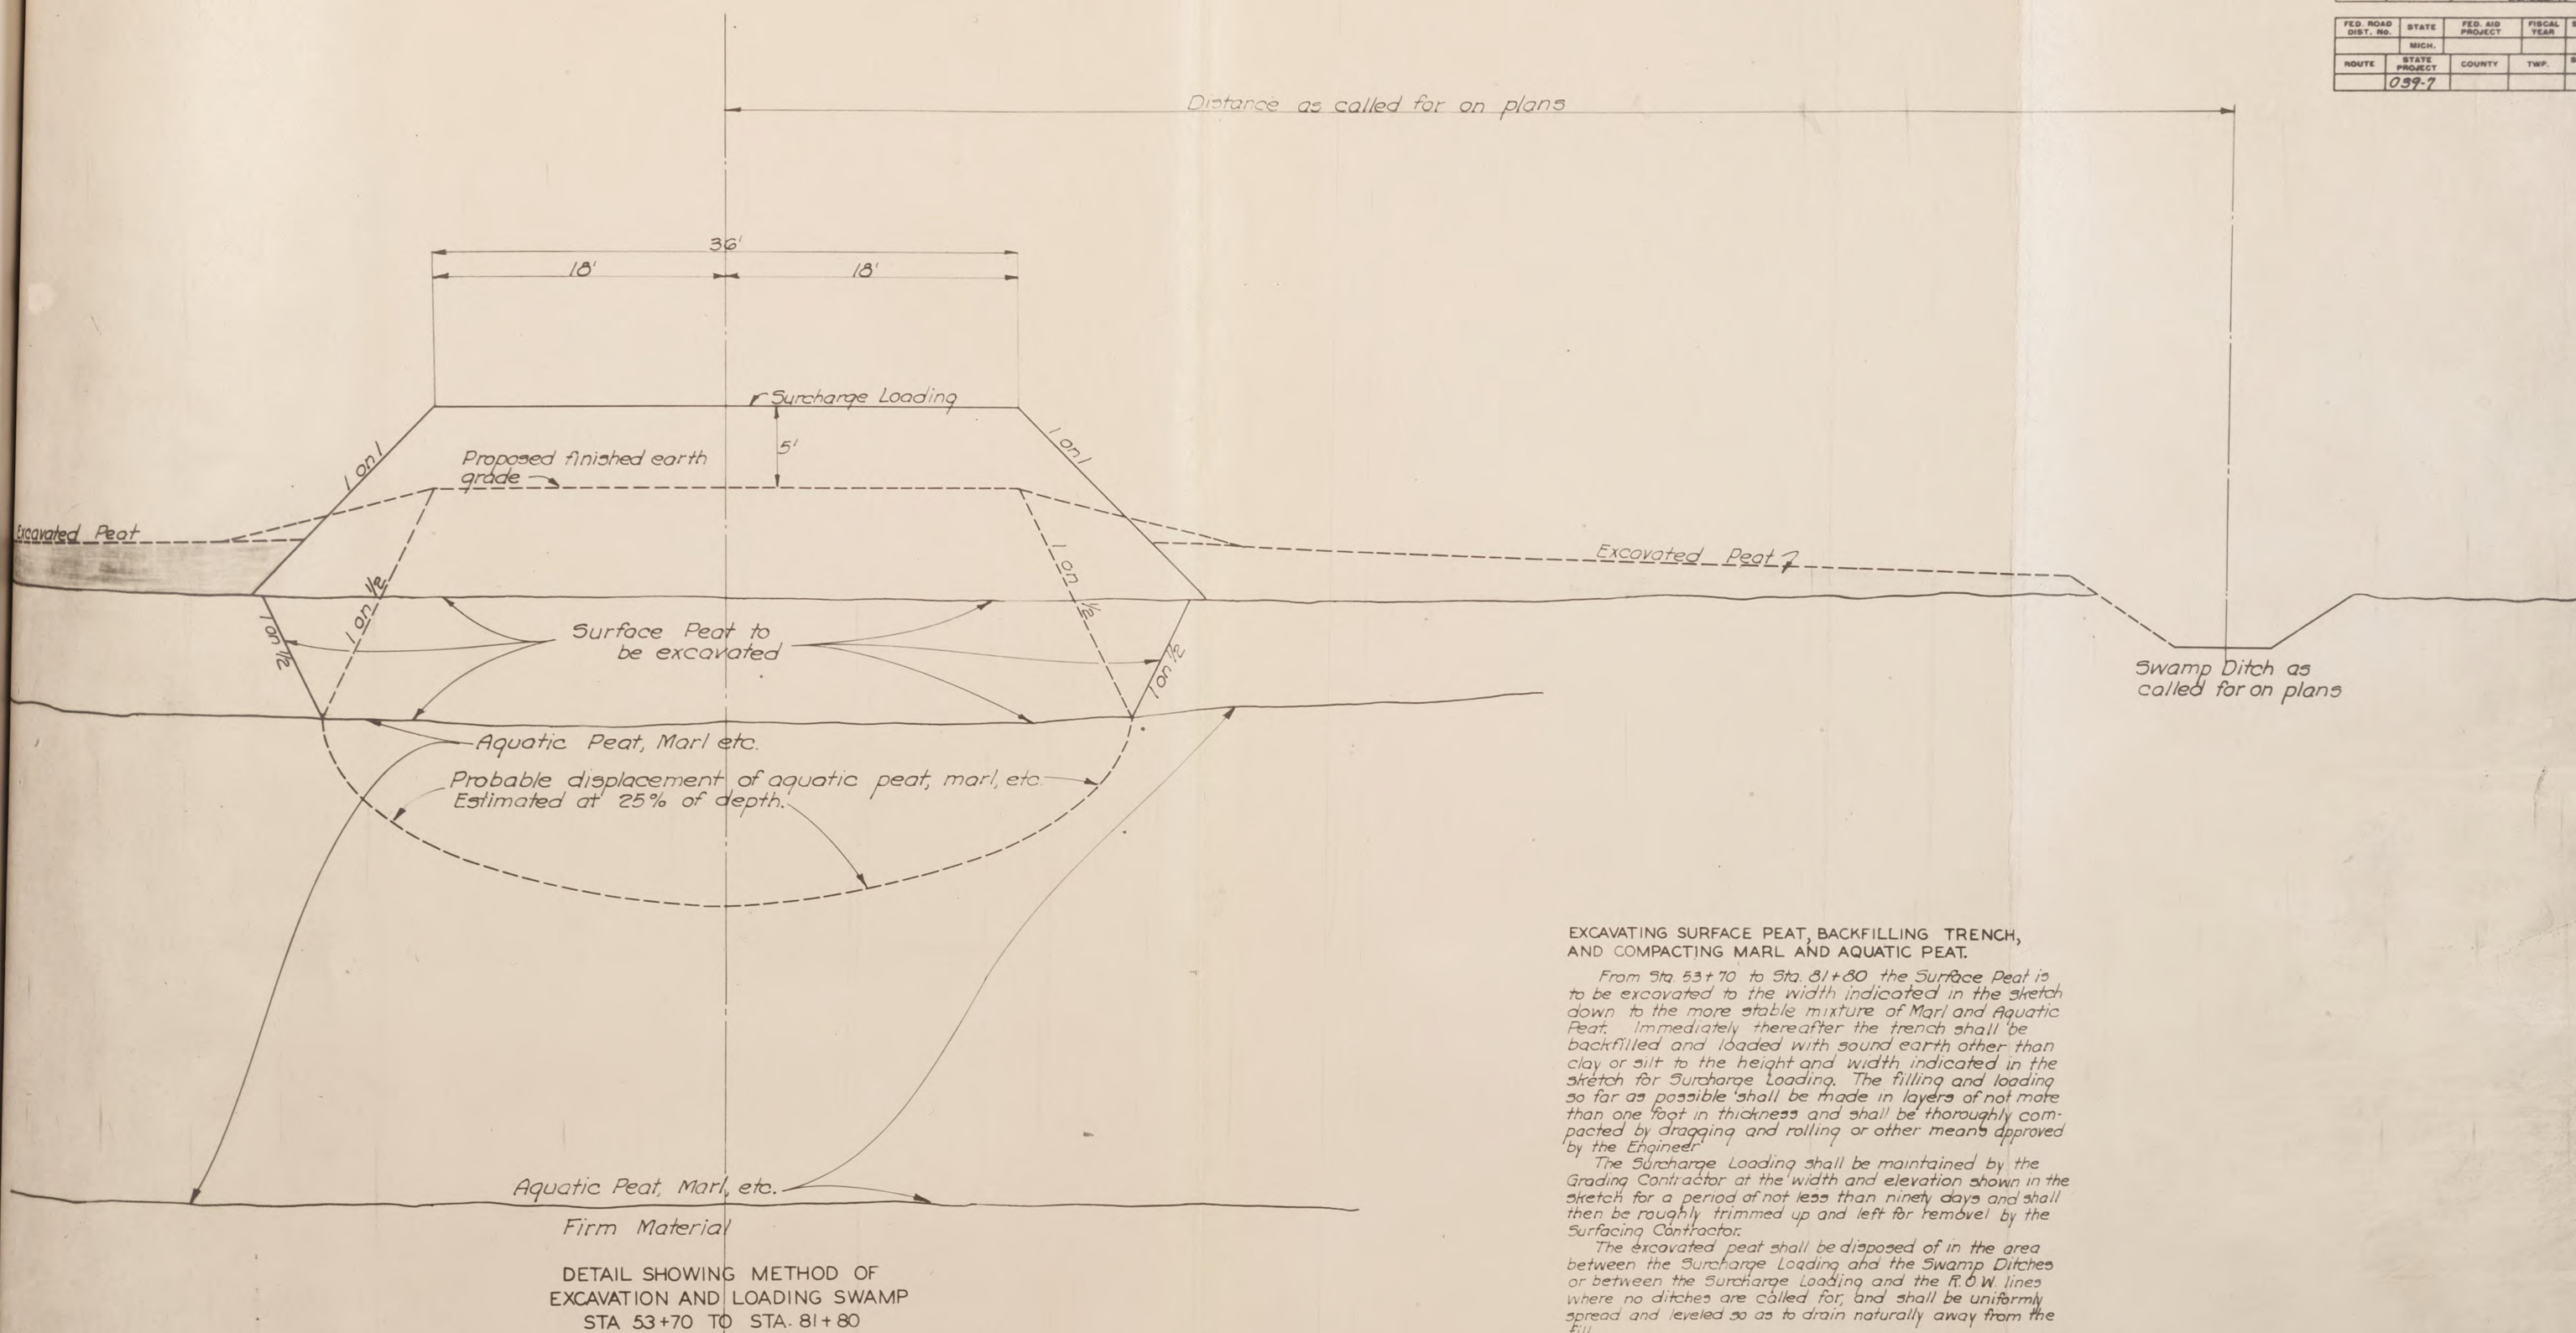 FED. ROAD DIST. No.
STATE
FED. AID PROJECT
FISCAL YEAR
MICH.
ROUTE
STATE PROJECT
COUNTY
TWP.
039-7
Distance as called for on plans
36'
18'
18'
Surcharge Loading
5'
1 on 1
1 on 1
Proposed finished earth
grade
Excavated Peat
Excavated Peat
1 on 1/2
1 on 1/2
1 on 1/2
1 on 1/2
Surface Peat to
be excavated
Swamp Ditch as
called for on plans
Aquatic Peat, Marl etc.
Probable displacement of aquatic peat, marl, etc.
Estimated at 25% of depth.
Aquatic Peat, Marl, etc.
Firm Material
DETAIL SHOWING METHOD OF
EXCAVATION AND LOADING SWAMP
STA 53+70 TO STA. 81+80
EXCAVATING SURFACE PEAT, BACKFILLING TRENCH,
AND COMPACTING MARL AND AQUATIC PEAT.
From Sta. 53+70 to Sta. 81+80 the Surface Peat is
to be excavated to the width indicated in the sketch
down to the more stable mixture of Marl and Aquatic
Peat. Immediately thereafter the trench shall be
backfilled and loaded with sound earth other than
clay or silt to the height and width indicated in the
sketch for Surcharge Loading. The filling and loading
so far as possible shall be made in layers of not more
than one foot in thickness and shall be thoroughly com-
pacted by dragging and rolling or other means approved
by the Engineer
The Surcharge Loading shall be maintained by the
Grading Contractor at the width and elevation shown in the
sketch for a period of not less than ninety days and shall
then be roughly trimmed up and left for removel by the
Surfacing Contractor.
The excavated peat shall be disposed of in the area
between the Surcharge Loading and the Swamp Ditches
or between the Surcharge Loading and the R.O.W. lines
where no ditches are called for, and shall be uniformly
spread and leveled so as to drain naturally away from the
fill